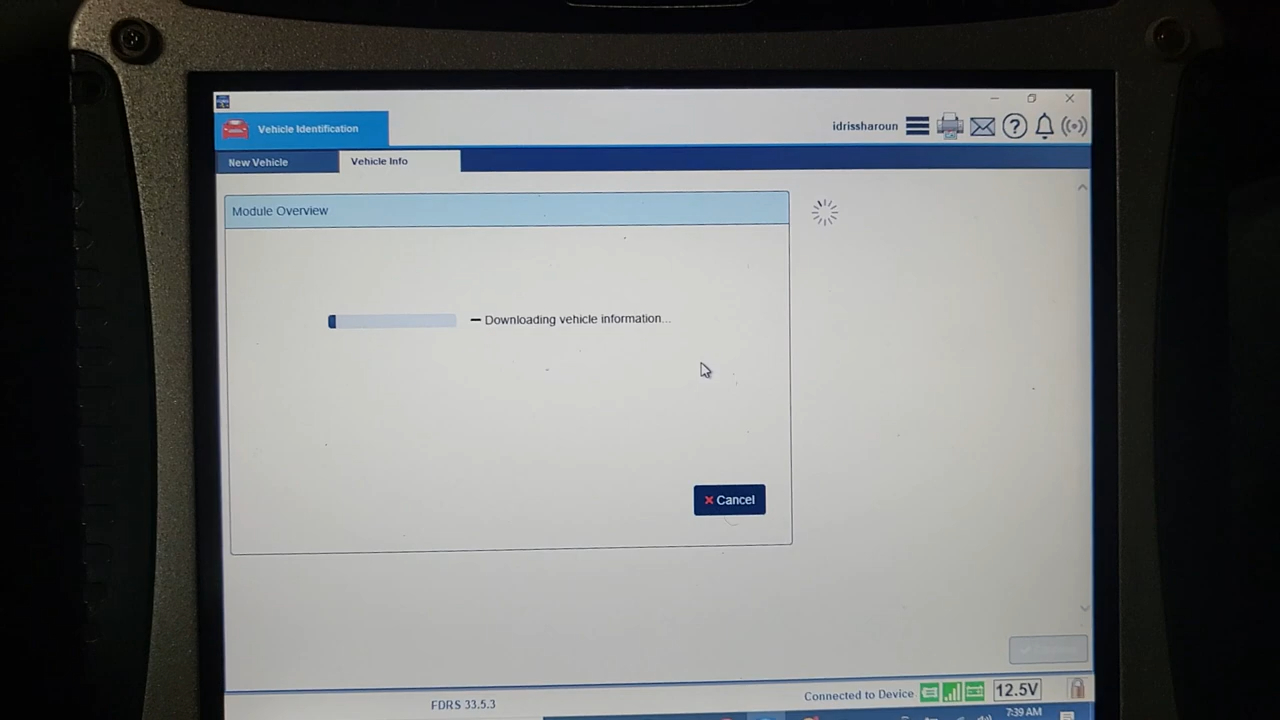 Vehicle Identification
idrissharoun
New Vehicle
Vehicle Info
Module Overview
Downloading vehicle information...
Cancel
Connected to Device
12.5V
FDRS 33.5.3
7:39 AM